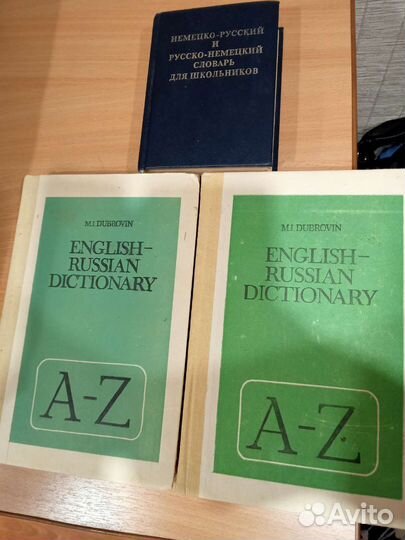 НЕМЕЦКО-РУССКИЙ
И
РУССКО-НЕМЕЦКИЙ
СЛОВАРЬ
ДЛЯ ШКОЛЬНИКОВ
M.I. DUBROVIN
ENGLISH-
RUSSIAN
DICTIONARY
A-Z
M.I. DUBROVIN
ENGLISH-
RUSSIAN
DICTIONARY
A-Z
Avito